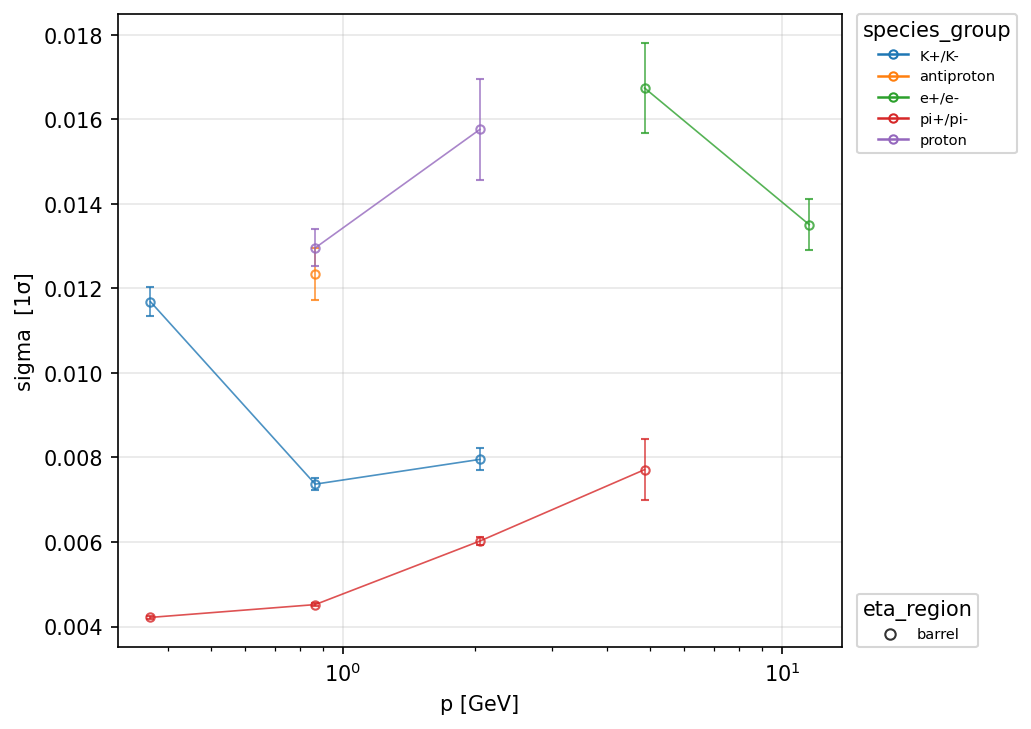 0.018
0.016
0.014
0.012
0.010
0.008
0.006
0.004
sigma [1σ]
10⁰
10¹
p [GeV]
species_group
K+/K-
antiproton
e+/e-
pi+/pi-
proton
eta_region
barrel